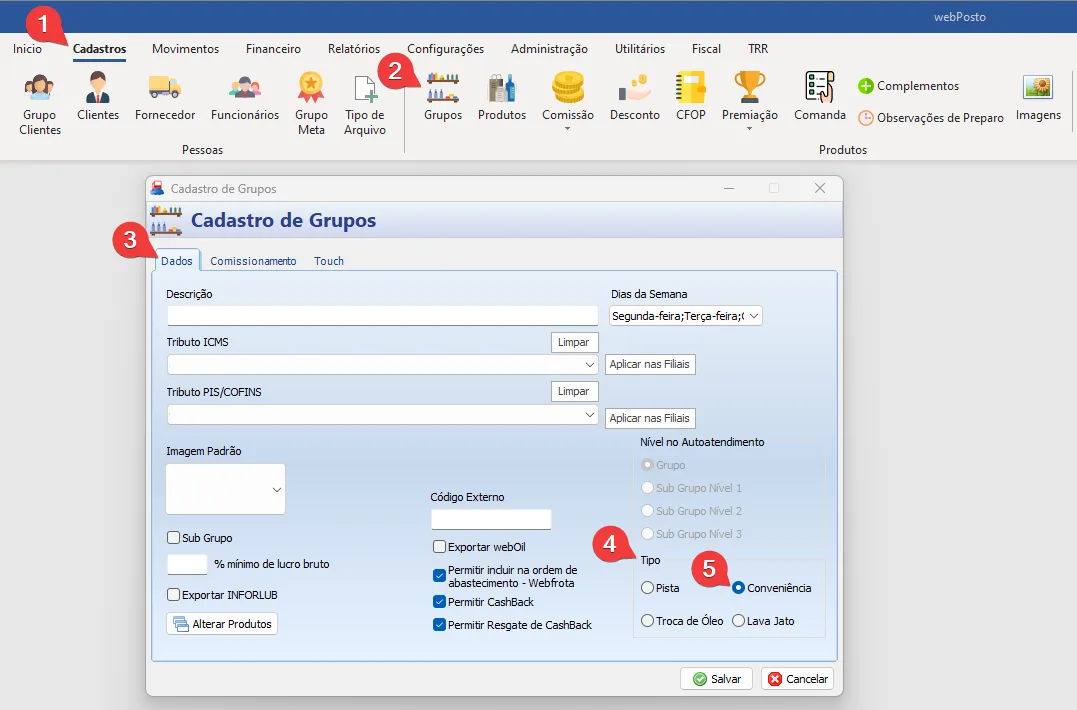 webPosto
1
Inicio Cadastros Movimentos Financeiro Relatórios Configurações Administração Utilitários Fiscal TRR
2
Grupo Clientes Fornecedor Funcionários Grupo Tipo de Grupos Produtos Comissão Desconto CFOP Premiação Comanda Complementos Imagens
Clientes Meta Arquivo Observações de Preparo
Pessoas Produtos
Cadastro de Grupos
Cadastro de Grupos
3
Dados Comissionamento Touch
Descrição Dias da Semana
Segunda-feira;Terça-feira;
Tributo ICMS Limpar
Aplicar nas Filiais
Tributo PIS/COFINS Limpar
Aplicar nas Filiais
Nível no Autoatendimento
Imagem Padrão Grupo
Sub Grupo Nível 1
Código Externo Sub Grupo Nível 2
Sub Grupo Sub Grupo Nível 3
Exportar webOil 4
% mínimo de lucro bruto Tipo 5
Permitir incluir na ordem de
abastecimento - Webfrota Pista Conveniência
Exportar INFORLUB Permitir CashBack
Alterar Produtos Permitir Resgate de CashBack Troca de Óleo Lava Jato
Salvar Cancelar